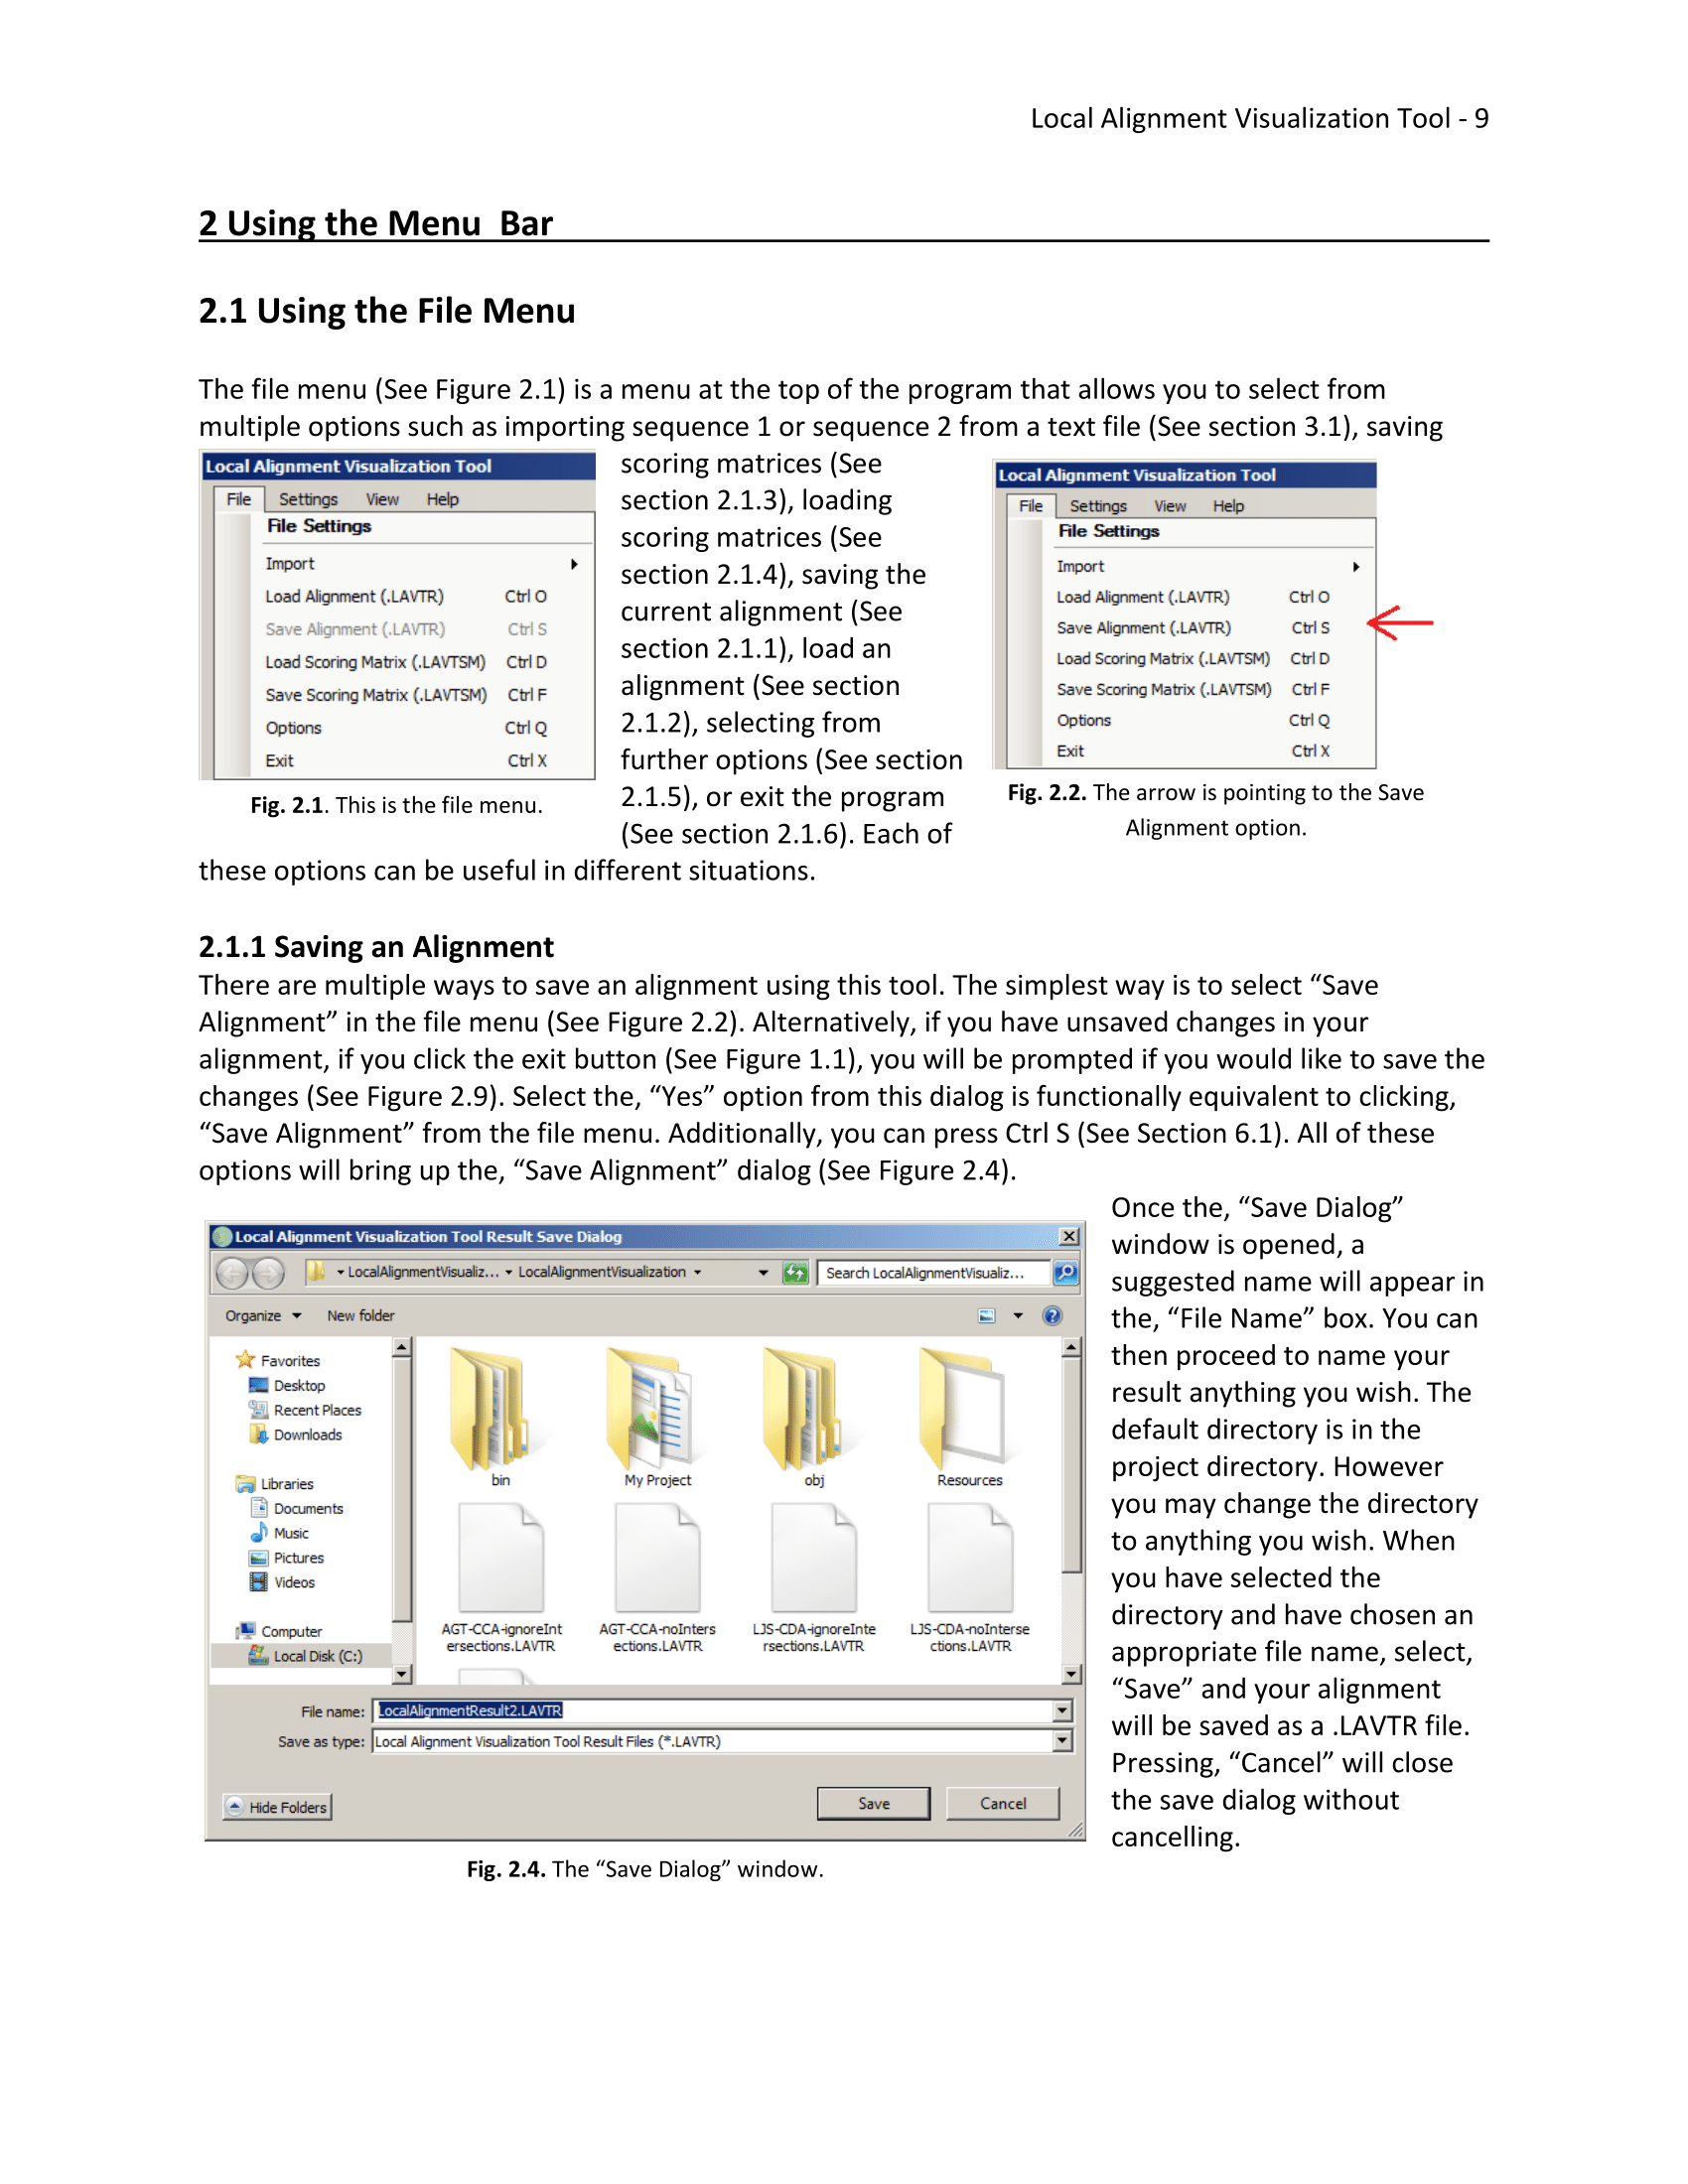 Local Alignment Visualization Tool - 9
2 Using the Menu  Bar
2.1 Using the File Menu
The file menu (See Figure 2.1) is a menu at the top of the program that allows you to select from
multiple options such as importing sequence 1 or sequence 2 from a text file (See section 3.1), saving
scoring matrices (See
section 2.1.3), loading
scoring matrices (See
section 2.1.4), saving the
current alignment (See
section 2.1.1), load an
alignment (See section
2.1.2), selecting from
further options (See section
2.1.5), or exit the program
(See section 2.1.6). Each of
these options can be useful in different situations.
Local Alignment Visualization Tool
File Settings View Help
File Settings
Import
Load Alignment (.LAVTR) Ctrl O
Save Alignment (.LAVTR) Ctrl S
Load Scoring Matrix (.LAVTSM) Ctrl D
Save Scoring Matrix (.LAVTSM) Ctrl F
Options Ctrl Q
Exit Ctrl X
Fig. 2.1. This is the file menu.
Local Alignment Visualization Tool
File Settings View Help
File Settings
Import
Load Alignment (.LAVTR) Ctrl O
Save Alignment (.LAVTR) Ctrl S
Load Scoring Matrix (.LAVTSM) Ctrl D
Save Scoring Matrix (.LAVTSM) Ctrl F
Options Ctrl Q
Exit Ctrl X
Fig. 2.2. The arrow is pointing to the Save
Alignment option.
2.1.1 Saving an Alignment
There are multiple ways to save an alignment using this tool. The simplest way is to select “Save
Alignment” in the file menu (See Figure 2.2). Alternatively, if you have unsaved changes in your
alignment, if you click the exit button (See Figure 1.1), you will be prompted if you would like to save the
changes (See Figure 2.9). Select the, “Yes” option from this dialog is functionally equivalent to clicking,
“Save Alignment” from the file menu. Additionally, you can press Ctrl S (See Section 6.1). All of these
options will bring up the, “Save Alignment” dialog (See Figure 2.4).
Once the, “Save Dialog”
window is opened, a
suggested name will appear in
the, “File Name” box. You can
then proceed to name your
result anything you wish. The
default directory is in the
project directory. However
you may change the directory
to anything you wish. When
you have selected the
directory and have chosen an
appropriate file name, select,
“Save” and your alignment
will be saved as a .LAVTR file.
Pressing, “Cancel” will close
the save dialog without
cancelling.
Local Alignment Visualization Tool Result Save Dialog
LocalAlignmentVisualiz... LocalAlignmentVisualization Search LocalAlignmentVisualiz...
Organize New folder
Favorites
Desktop
Recent Places
Downloads
Libraries
Documents
Music
Pictures
Videos
Computer
Local Disk (C:)
bin My Project obj Resources
AGT-CCA-ignoreInt AGT-CCA-noInters LJS-CDA-ignoreInte LJS-CDA-noInterse
ersections.LAVTR ections.LAVTR rsections.LAVTR ctions.LAVTR
File name: LocalAlignmentResult2.LAVTR
Save as type: Local Alignment Visualization Tool Result Files (*.LAVTR)
Hide Folders Save Cancel
Fig. 2.4. The “Save Dialog” window.